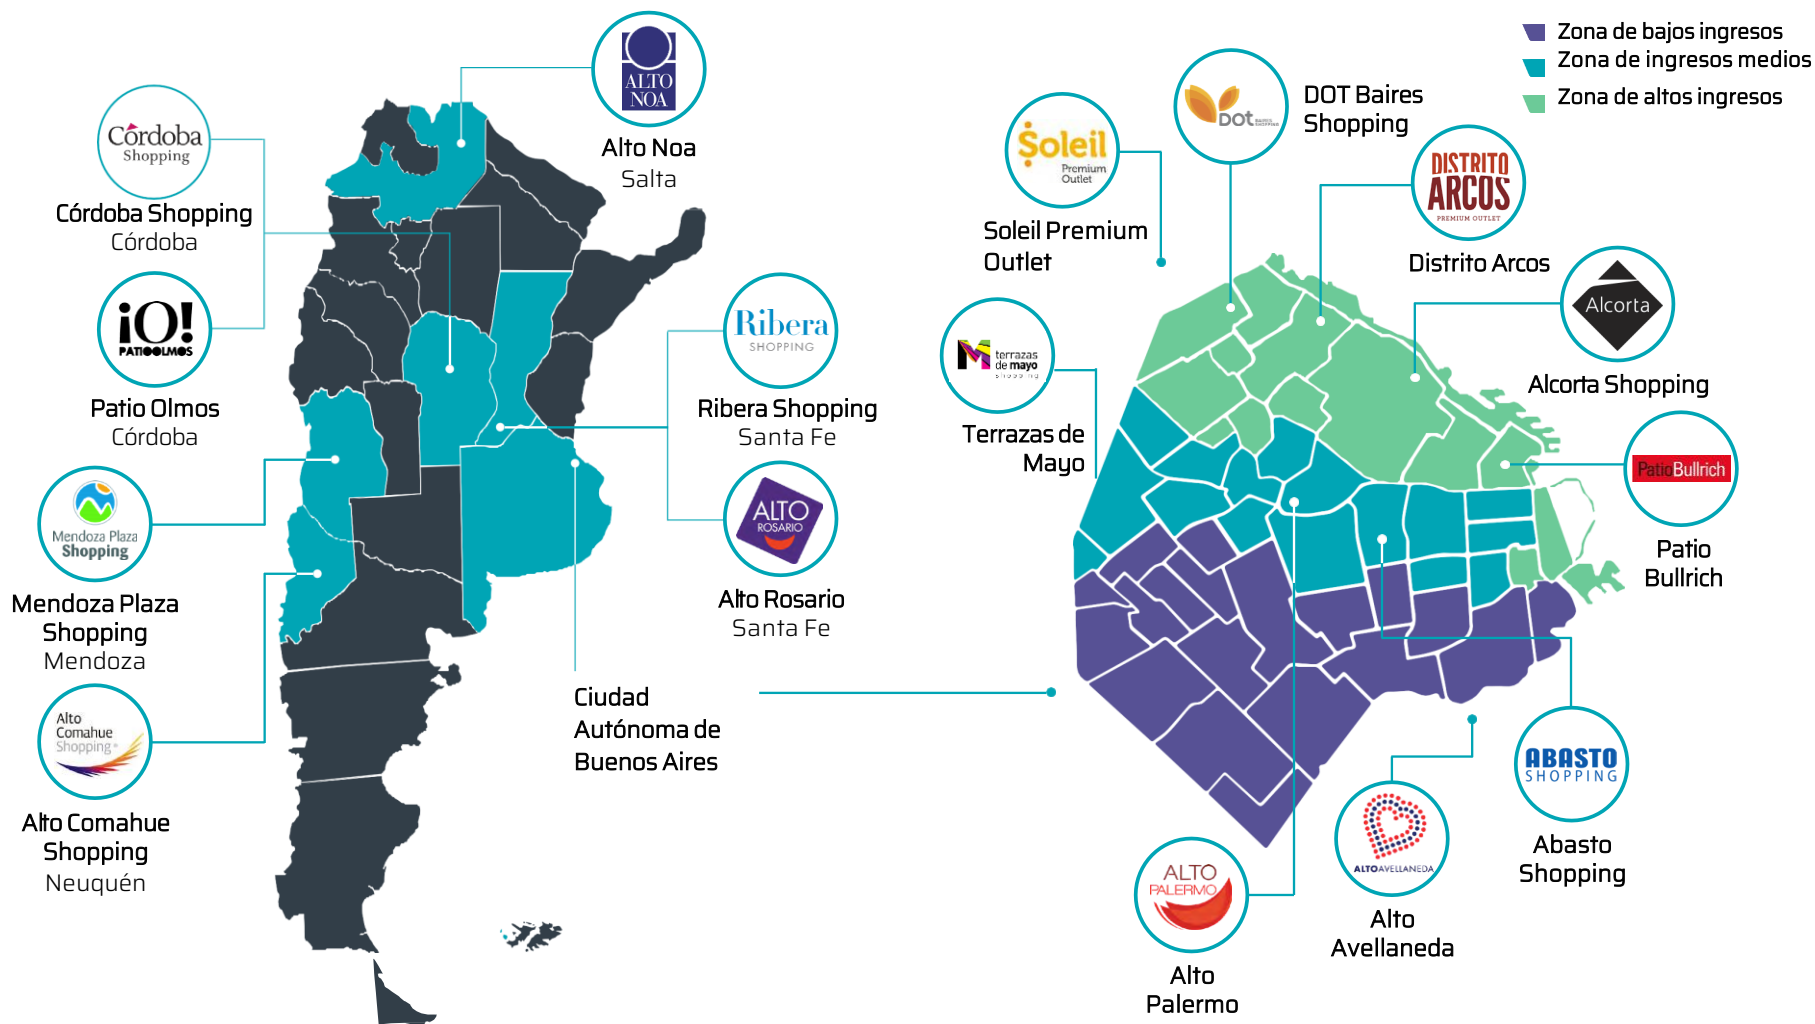 Zona de bajos ingresos
Zona de ingresos medios
Zona de altos ingresos
ALTO
NOA
Alto Noa
Salta
Córdoba
Shopping
Córdoba Shopping
Córdoba
¡O!
PATIOOLMOS
Patio Olmos
Córdoba
Mendoza Plaza
Shopping
Mendoza Plaza
Shopping
Mendoza
Alto
Comahue
Shopping
Alto Comahue
Shopping
Neuquén
Ribera
SHOPPING
Ribera Shopping
Santa Fe
ALTO
ROSARIO
Alto Rosario
Santa Fe
Ciudad
Autónoma de
Buenos Aires
Soleil
Premium
Outlet
Soleil Premium
Outlet
DOT
DOT Baires
Shopping
DISTRITO
ARCOS
PREMIUM OUTLET
Distrito Arcos
Alcorta
Alcorta Shopping
M terrazas
de mayo
shopping
Terrazas de
Mayo
PatioBullrich
Patio
Bullrich
ABASTO
SHOPPING
Abasto
Shopping
ALTOAVELLANEDA
Alto
Avellaneda
ALTO
PALERMO
Alto
Palermo